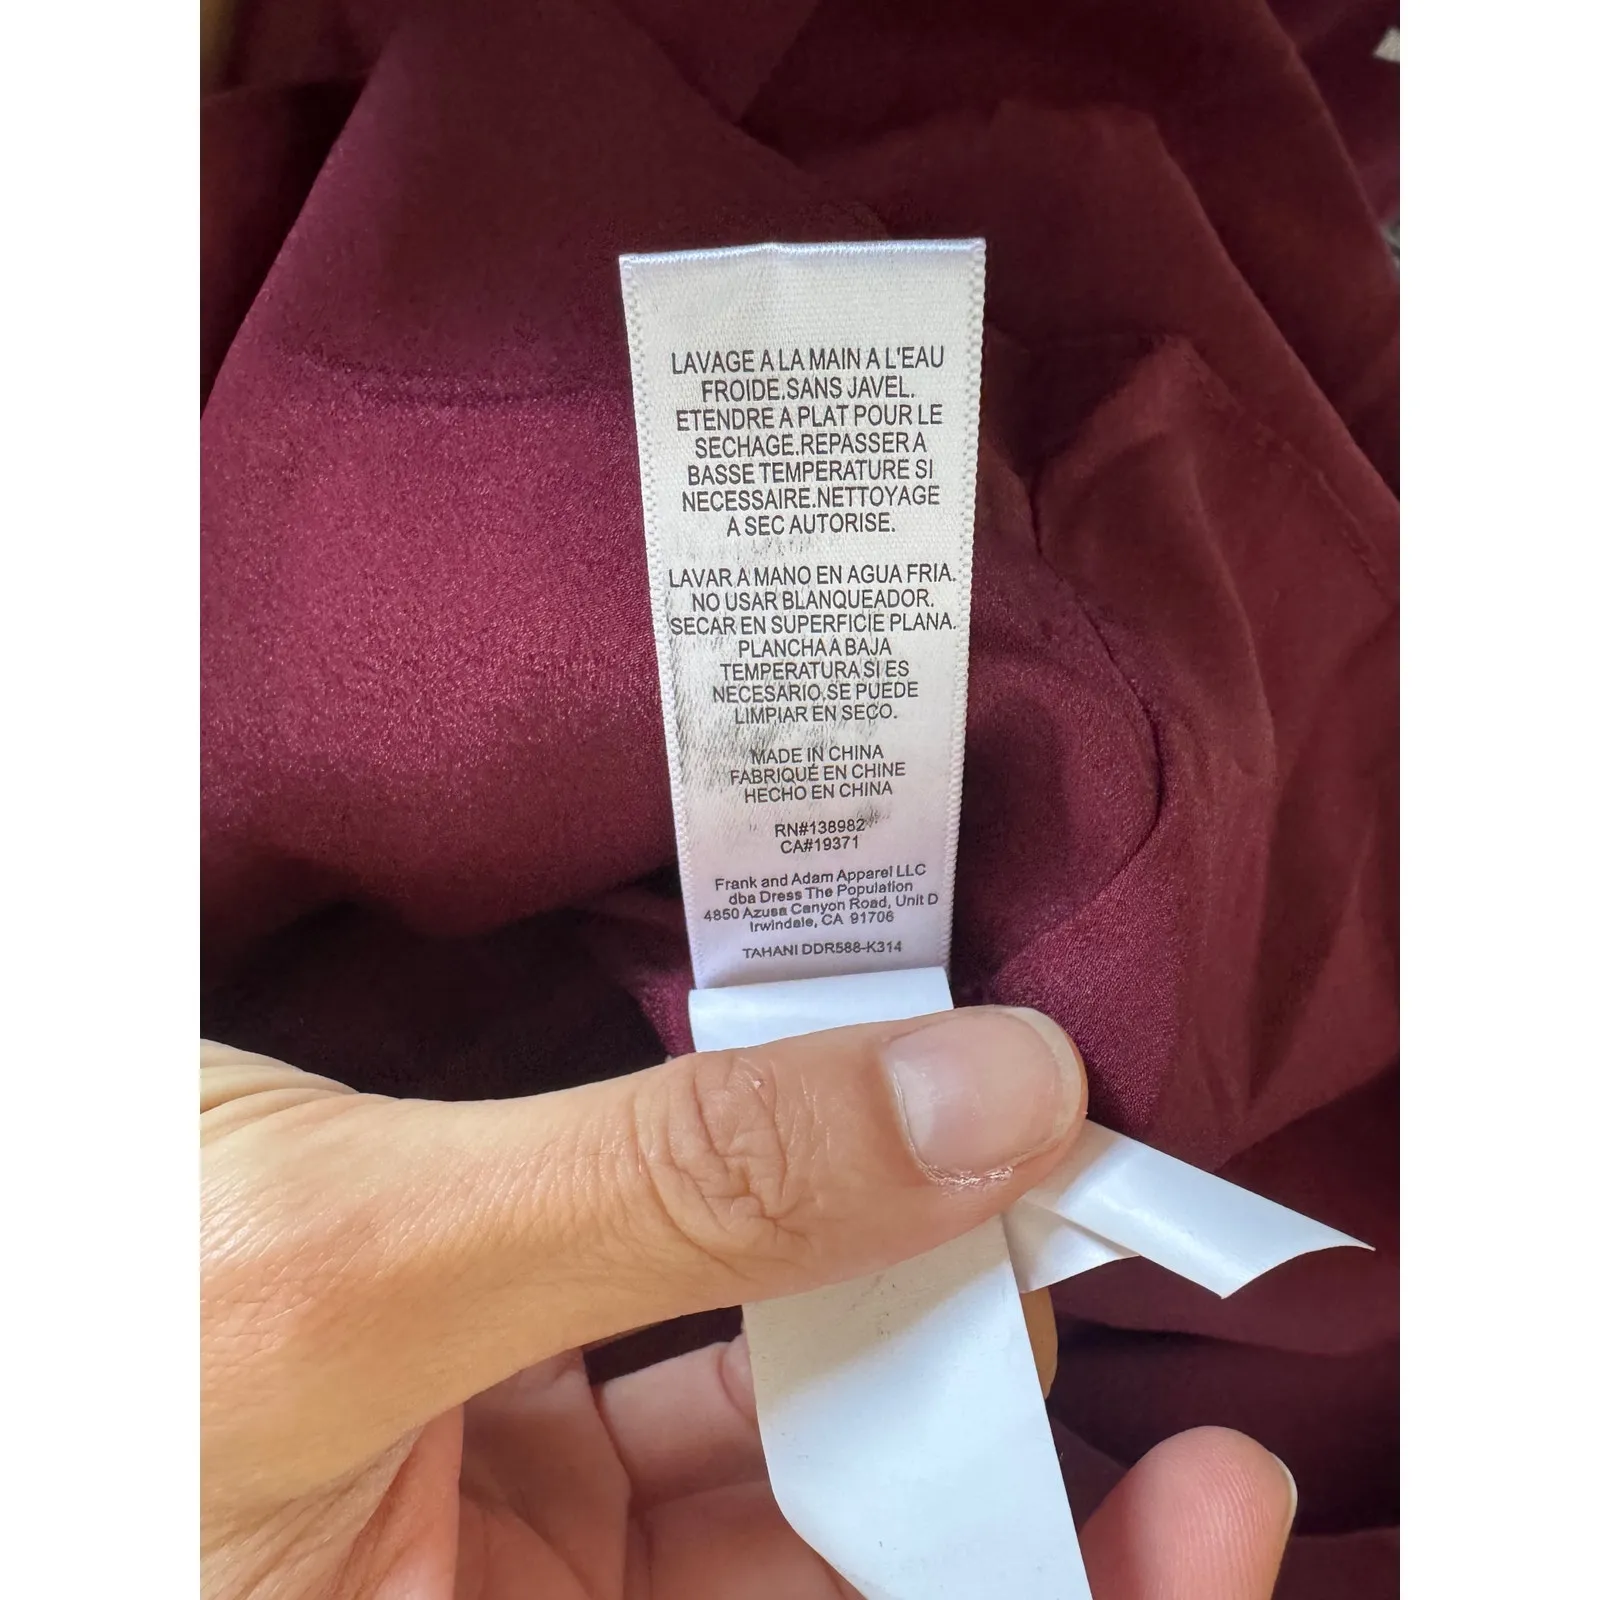 LAVAGE A LA MAIN A L'EAU
FROIDE.SANS JAVEL.
ETENDRE A PLAT POUR LE
SECHAGE.REPASSER A
BASSE TEMPERATURE SI
NECESSAIRE.NETTOYAGE
A SEC AUTORISE.
LAVAR A MANO EN AGUA FRIA.
NO USAR BLANQUEADOR.
SECAR EN SUPERFICIE PLANA.
PLANCHA A BAJA
TEMPERATURA SI ES
NECESARIO.SE PUEDE
LIMPIAR EN SECO.
MADE IN CHINA
FABRIQUÉ EN CHINE
HECHO EN CHINA
RN#138982
CA#19371
Frank and Adam Apparel LLC
dba Dress The Population
4850 Azusa Canyon Road, Unit D
Irwindale, CA 91706
TAHANI DDR588-K314